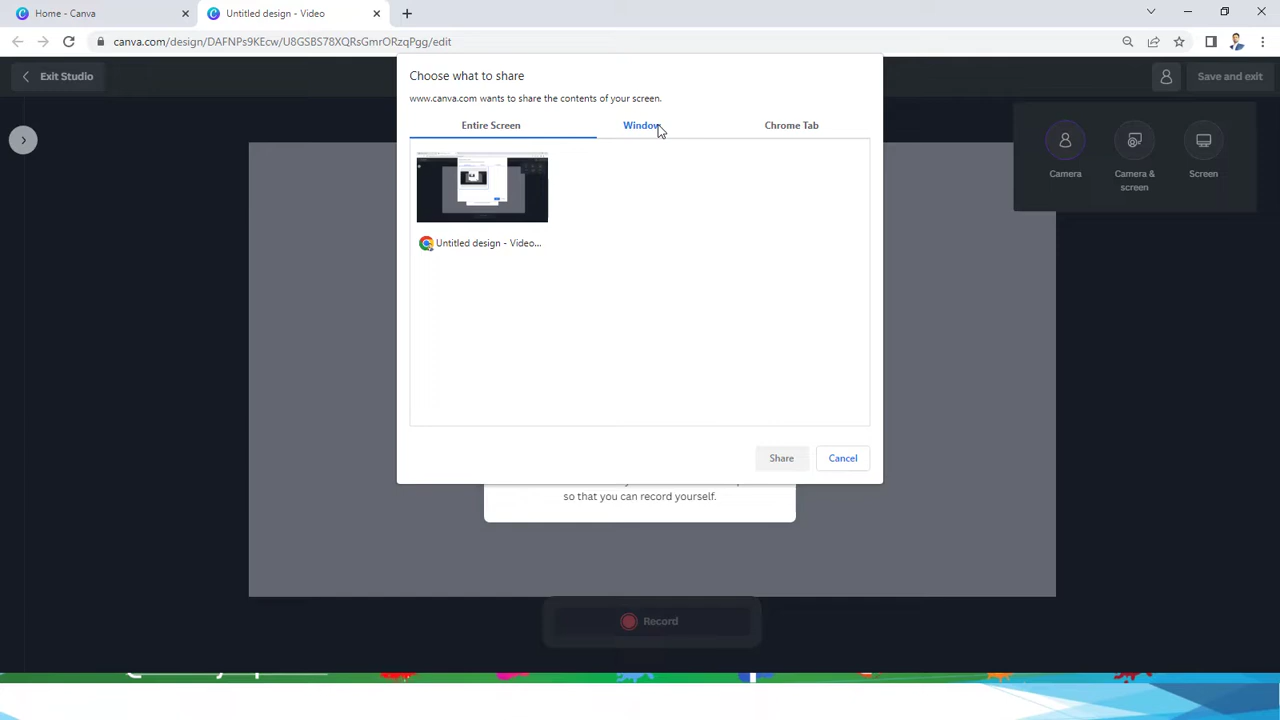 Home - Canva
Untitled design - Video
canva.com/design/DAFNPs9KEcw/U8GSBS78XQRsGmrORzqPgg/edit
Exit Studio
Save and exit
Choose what to share
www.canva.com wants to share the contents of your screen.
Entire Screen
Window
Chrome Tab
Camera
Camera & screen
Screen
Untitled design - Video...
Share
Cancel
so that you can record yourself.
Record